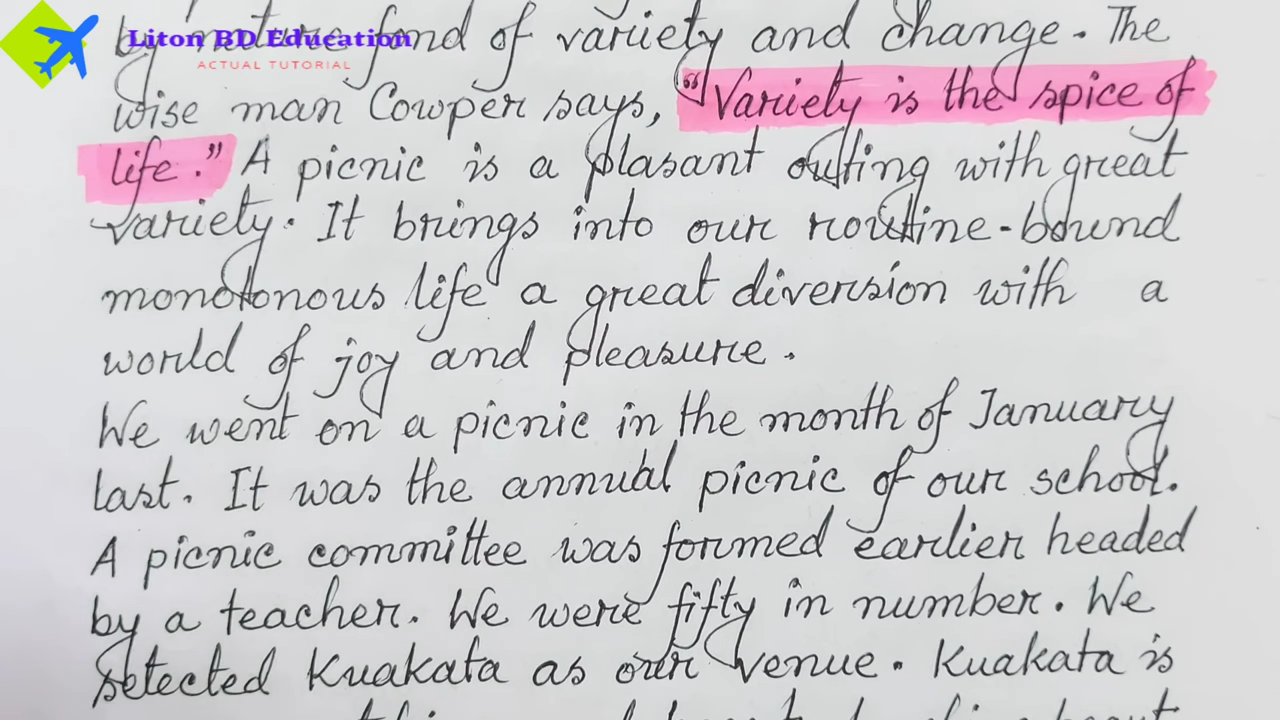 Liton BD Education
ACTUAL TUTORIAL
by nature fond of variety and change. The
wise man Cowper says, "Variety is the spice of
life." A picnic is a plasant outing with great
variety. It brings into our routine-bound
monotonous life a great diversion with a
world of joy and pleasure.
We went on a picnic in the month of January
last. It was the annual picnic of our school.
A picnic committee was formed earlier headed
by a teacher. We were fifty in number. We
selected Kuakata as our venue. Kuakata is